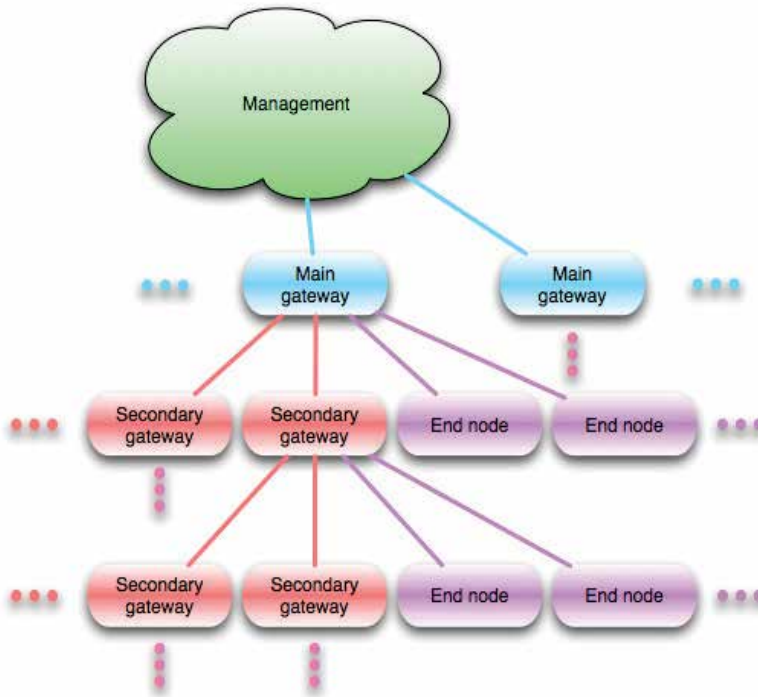 Management
Main
gateway
Main
gateway
Secondary
gateway
Secondary
gateway
End node
End node
Secondary
gateway
Secondary
gateway
End node
End node